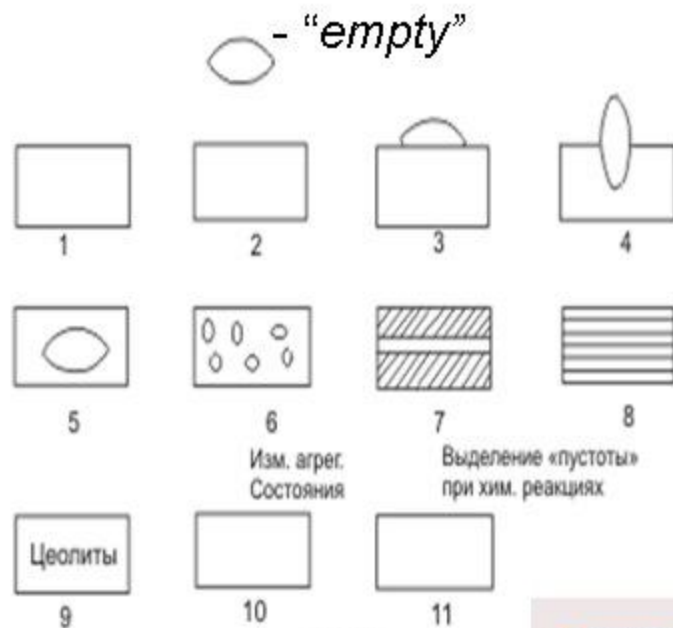 - “empty”
1 2 3 4
5 6 7 8
Изм. агрег.
Состояния
Выделение «пустоты»
при хим. реакциях
Цеолиты
9 10 11